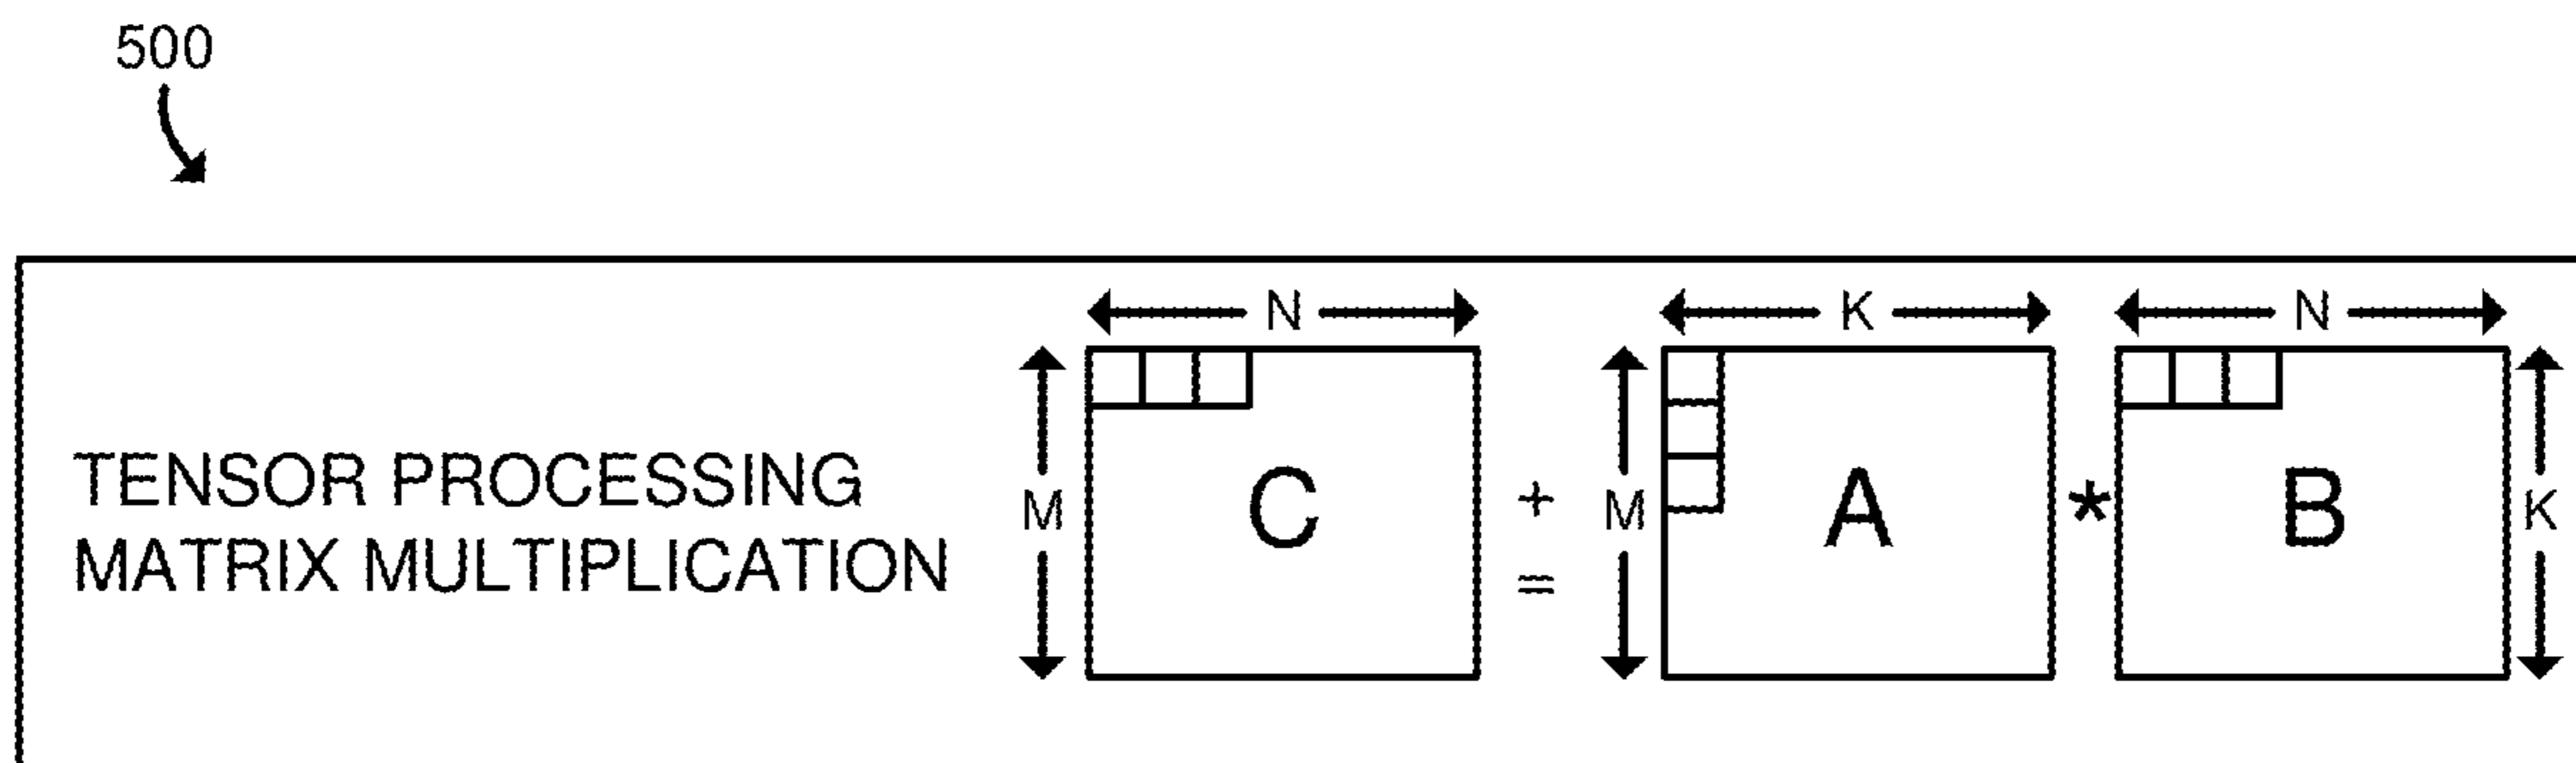 500
N K N
TENSOR PROCESSING
MATRIX MULTIPLICATION
M C + = M A * B K